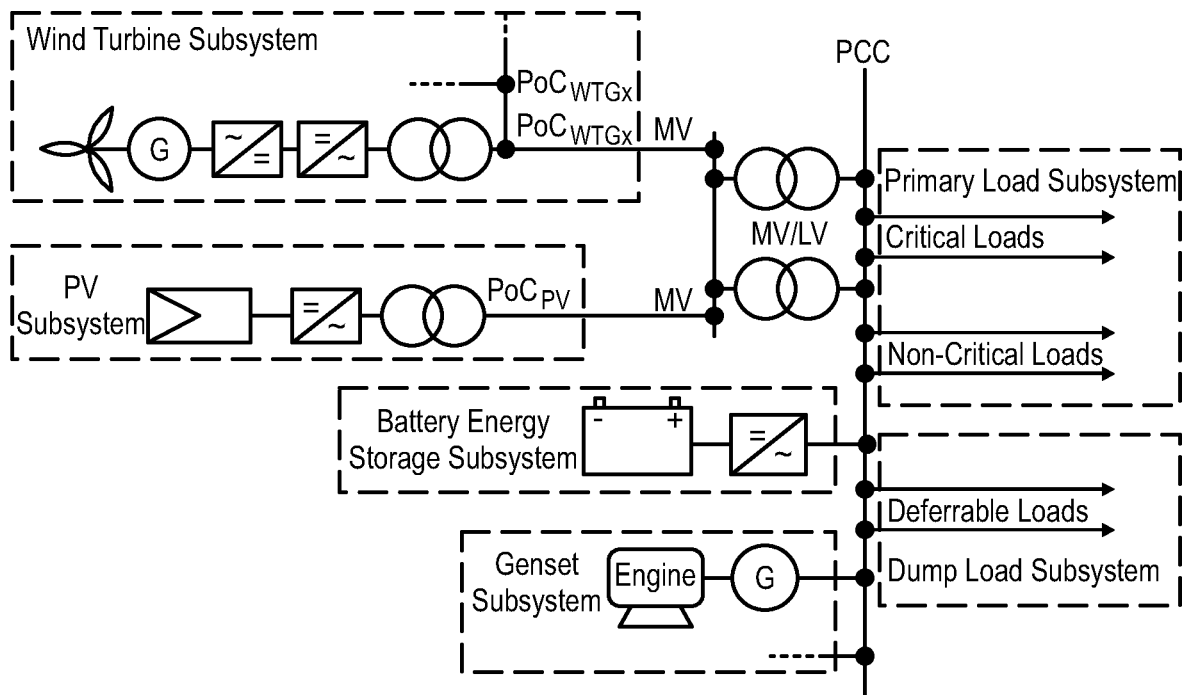 Wind Turbine Subsystem
PCC
PoC WTGx
PoC WTGx
MV
G
~
=
=
~
Primary Load Subsystem
Critical Loads
MV/LV
PV
Subsystem
=
~
PoC PV
MV
Non-Critical Loads
Battery Energy
Storage Subsystem
- +
=
~
Deferrable Loads
Dump Load Subsystem
Genset
Subsystem
Engine
G